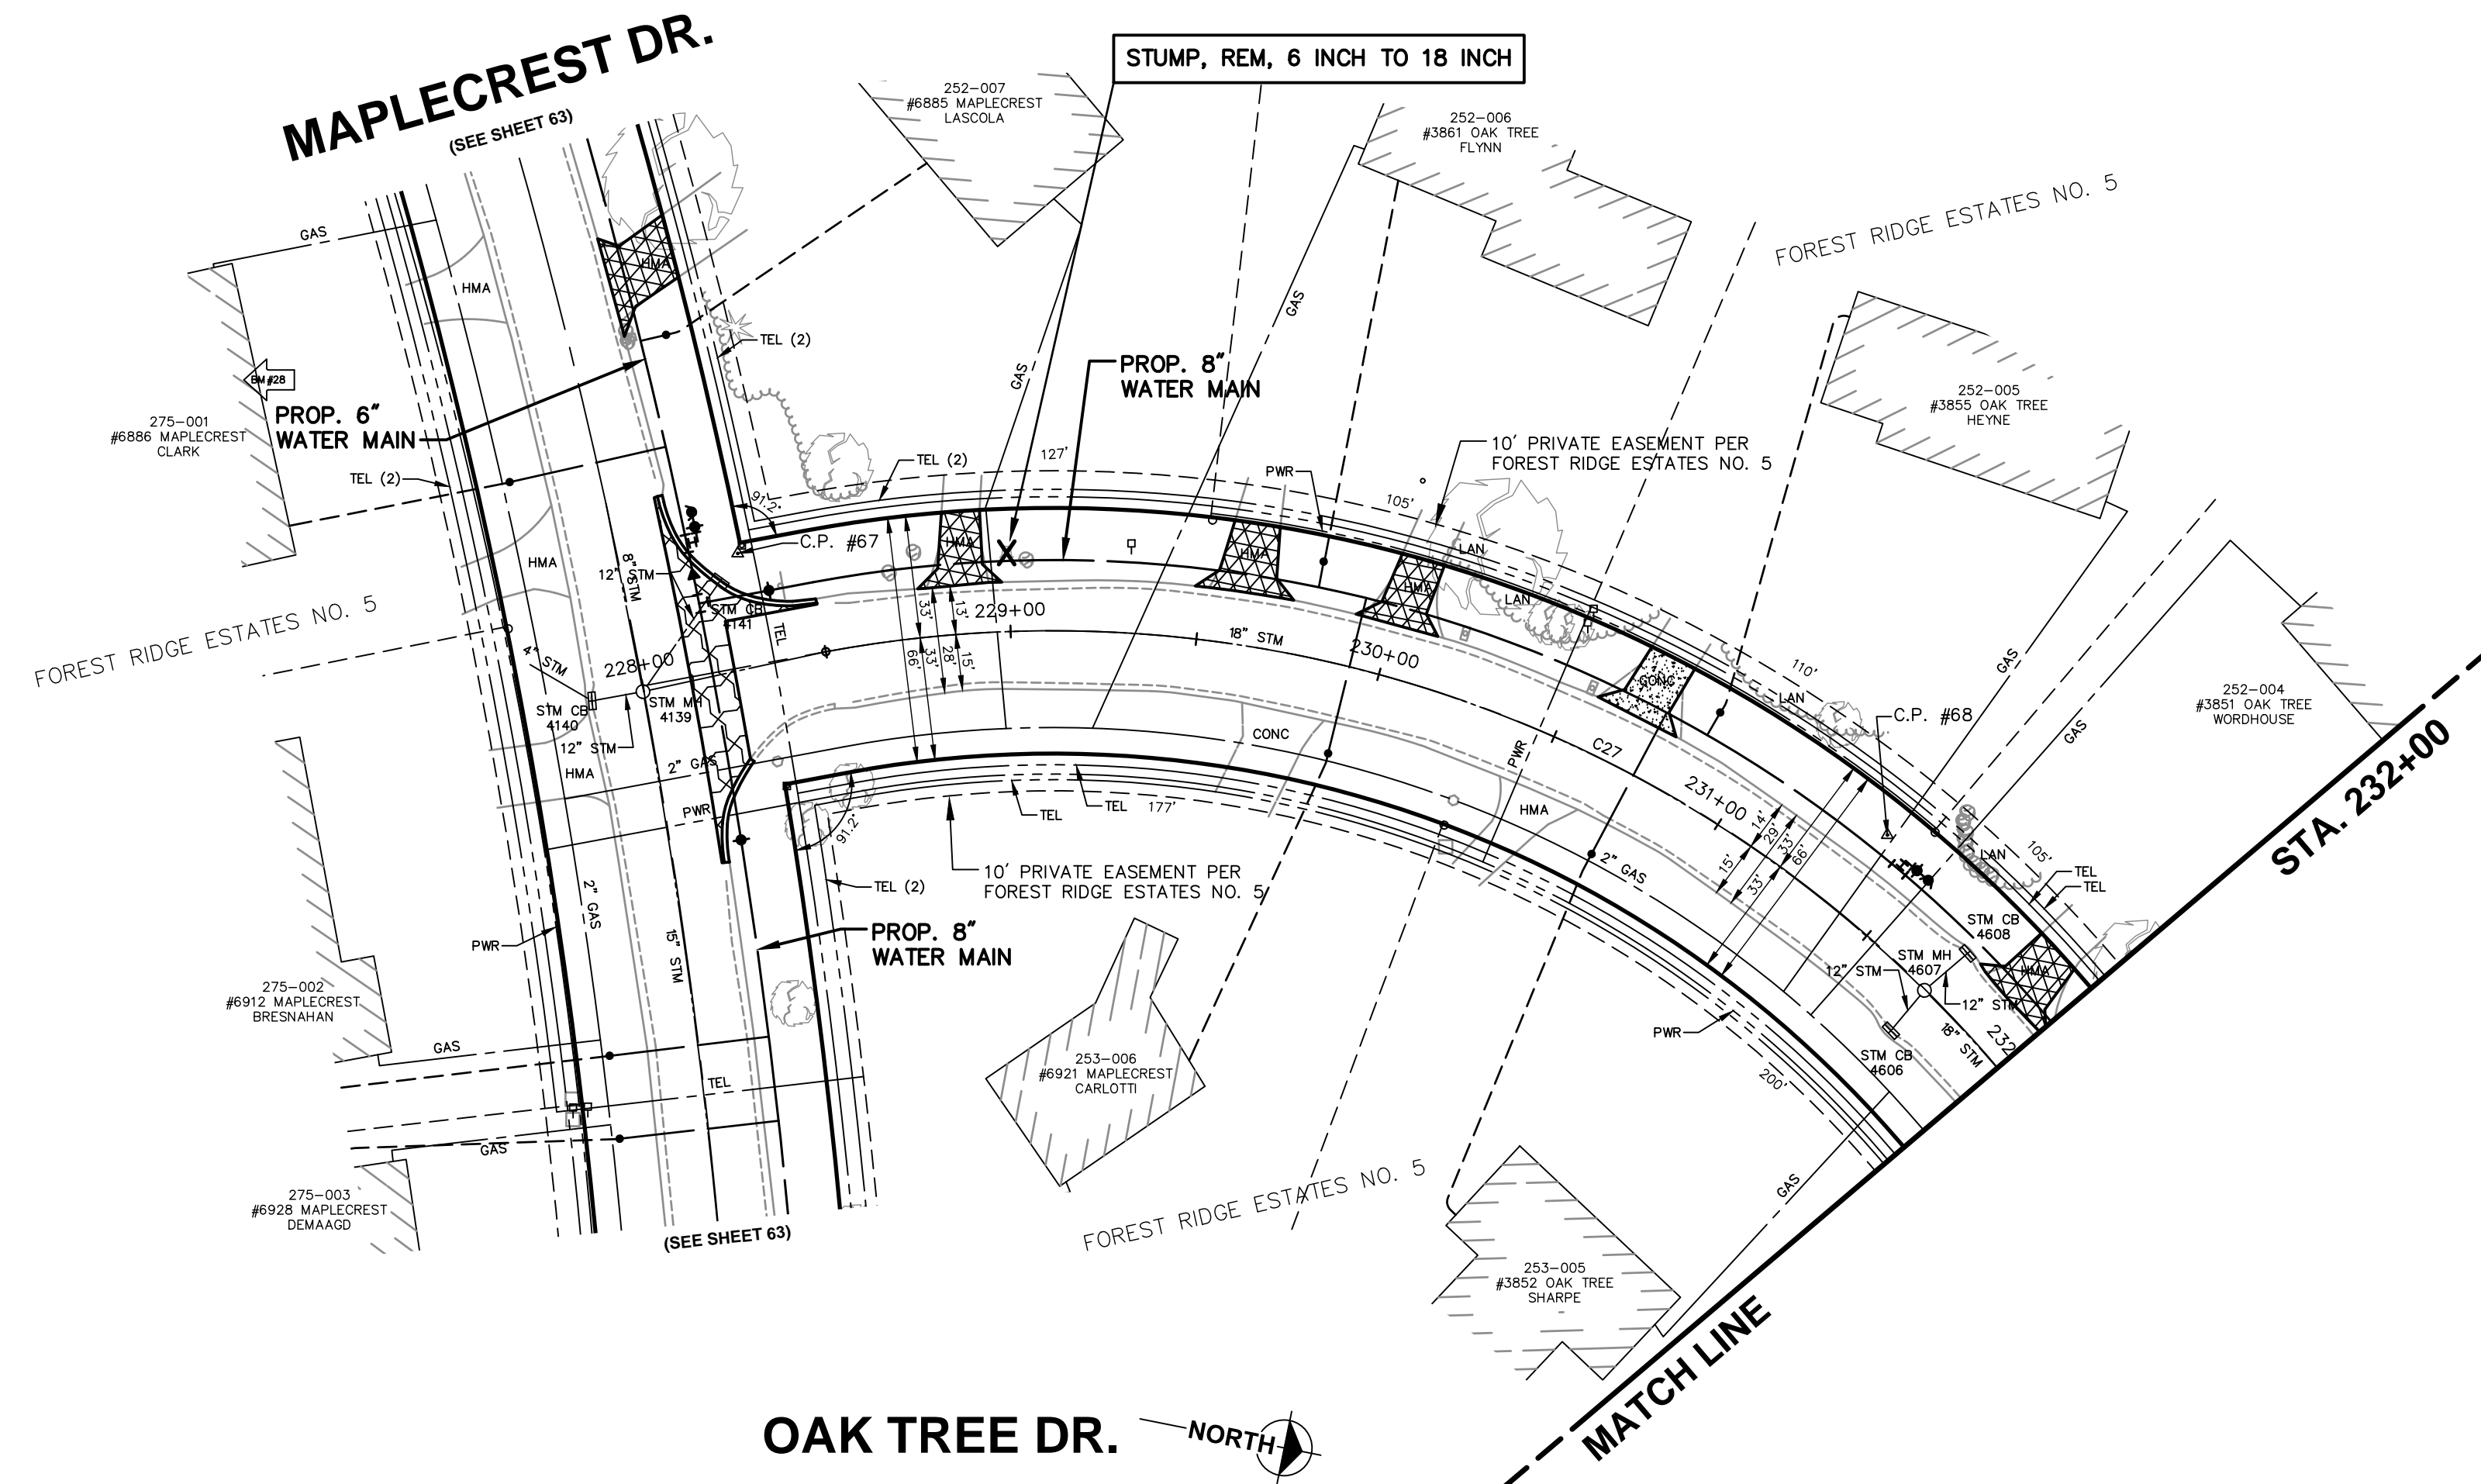 MAPLECREST DR.
(SEE SHEET 63)
STUMP, REM, 6 INCH TO 18 INCH
252-007
#6885 MAPLECREST
LASCOLA
252-006
#3861 OAK TREE
FLYNN
FOREST RIDGE ESTATES NO. 5
GAS
HMA
HMA
BM#28
TEL (2)
GAS
GAS
PROP. 8"
WATER MAIN
252-005
#3855 OAK TREE
HEYNE
275-001
#6886 MAPLECREST
CLARK
PROP. 6"
WATER MAIN
TEL (2)
TEL (2)
127'
PWR
10' PRIVATE EASEMENT PER
FOREST RIDGE ESTATES NO. 5
105'
91.2°
C.P. #67
HMA
HMA
HMA
LAN
LAN
HMA
8" STM
12" STM
STM CB
4141
TEL
33'
13'
229+00
66'
33'
28'
15'
18" STM
230+00
FOREST RIDGE ESTATES NO. 5
4" STM
228+00
STM CB
4140
STM MH
4139
12" STM
HMA
2" GAS
PWR
CONC
CONC
110'
LAN
GAS
C.P. #68
GAS
252-004
#3851 OAK TREE
WORDHOUSE
STA. 232+00
PWR
C27
231+00
HMA
14'
29'
33'
66'
15'
33'
2" GAS
TEL
TEL
177'
91.2°
TEL (2)
10' PRIVATE EASEMENT PER
FOREST RIDGE ESTATES NO. 5
105'
LAN
TEL
TEL
2" GAS
15" STM
PWR
PROP. 8"
WATER MAIN
STM CB
4608
STM MH
4607
12" STM
12" STM
HMA
18" STM
232
PWR
STM CB
4606
200'
275-002
#6912 MAPLECREST
BRESNAHAN
GAS
TEL
GAS
253-006
#6921 MAPLECREST
CARLOTTI
275-003
#6928 MAPLECREST
DEMAAGD
(SEE SHEET 63)
FOREST RIDGE ESTATES NO. 5
GAS
253-005
#3852 OAK TREE
SHARPE
MATCH LINE
OAK TREE DR.
NORTH